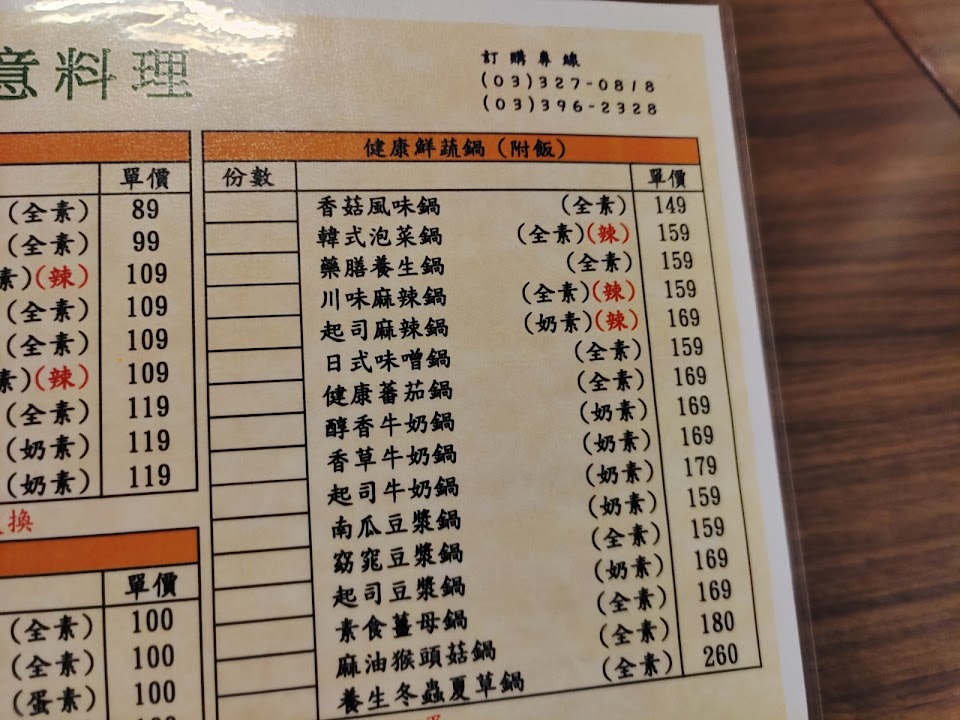 意料理
訂購專線
(03)327-0818
(03)396-2328
單價
(全素) 89
(全素) 99
素)(辣) 109
(全素) 109
(全素) 109
素)(辣) 109
(全素) 119
(奶素) 119
(奶素) 119
換
單價
(全素) 100
(全素) 100
(蛋素) 100
健康鮮蔬鍋(附飯)
份數 單價
香菇風味鍋 (全素) 149
韓式泡菜鍋 (全素)(辣) 159
藥膳養生鍋 (全素) 159
川味麻辣鍋 (全素)(辣) 159
起司麻辣鍋 (奶素)(辣) 169
日式味噌鍋 (全素) 159
健康蕃茄鍋 (全素) 169
醇香牛奶鍋 (奶素) 169
香草牛奶鍋 (奶素) 169
起司牛奶鍋 (奶素) 179
南瓜豆漿鍋 (奶素) 159
窈窕豆漿鍋 (全素) 159
起司豆漿鍋 (奶素) 169
素食薑母鍋 (全素) 169
麻油猴頭菇鍋 (全素) 180
養生冬蟲夏草鍋 (全素) 260